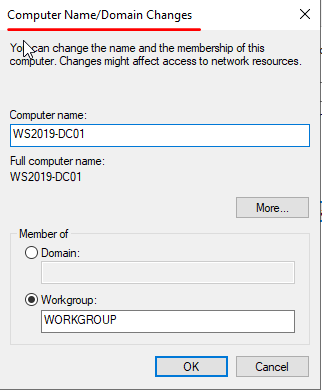 Computer Name/Domain Changes
You can change the name and the membership of this
computer. Changes might affect access to network resources.
Computer name:
WS2019-DC01
Full computer name:
WS2019-DC01
More...
Member of
Domain:
Workgroup:
WORKGROUP
OK
Cancel